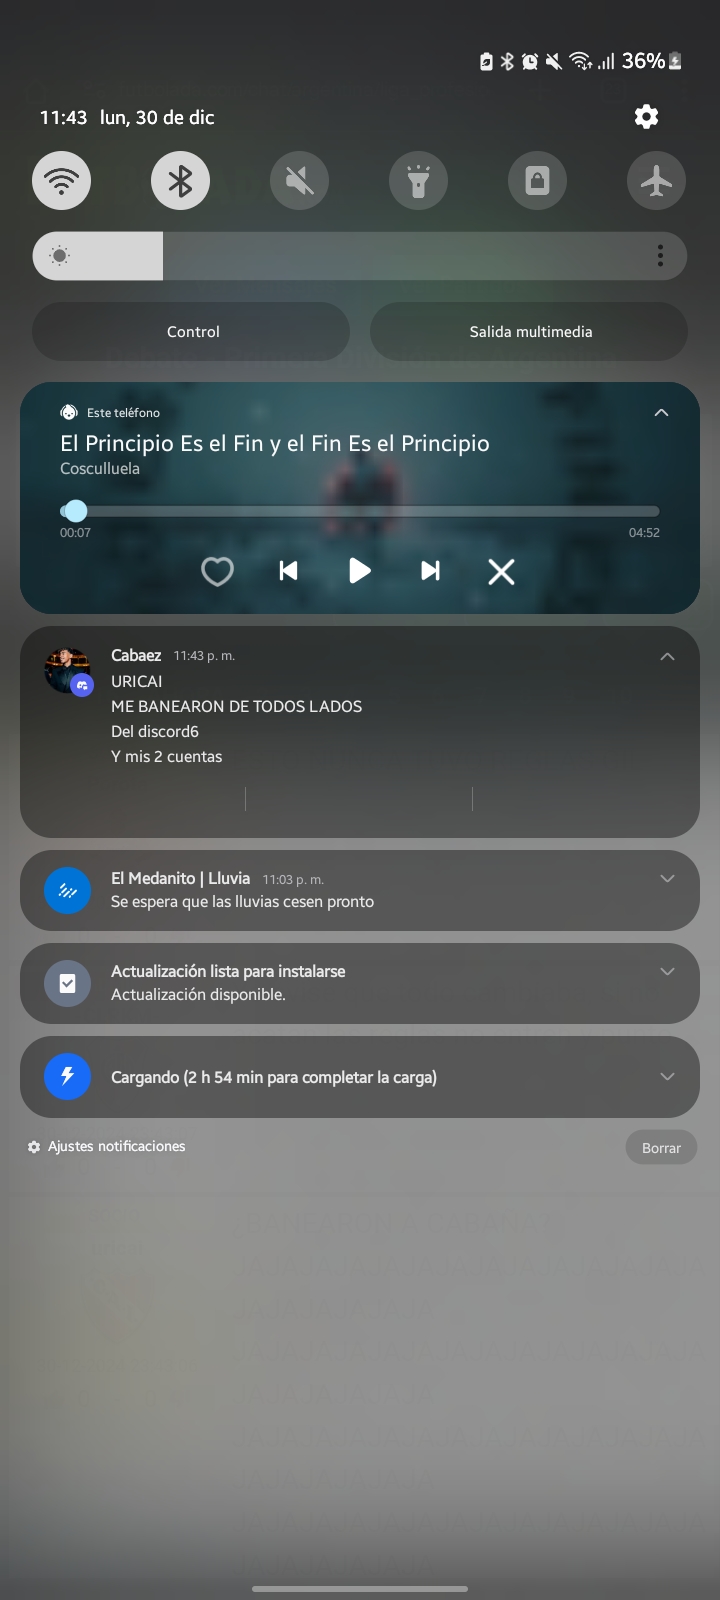 36%
11:43 lun, 30 de dic
Control
Salida multimedia
Este teléfono
El Principio Es el Fin y el Fin Es el Principio
Cosculluela
00:07
04:52
Cabaez 11:43 p. m.
URICAI
ME BANEARON DE TODOS LADOS
Del discord6
Y mis 2 cuentas
El Medanito | Lluvia 11:03 p. m.
Se espera que las lluvias cesen pronto
Actualización lista para instalarse
Actualización disponible.
Cargando (2 h 54 min para completar la carga)
Ajustes notificaciones
Borrar